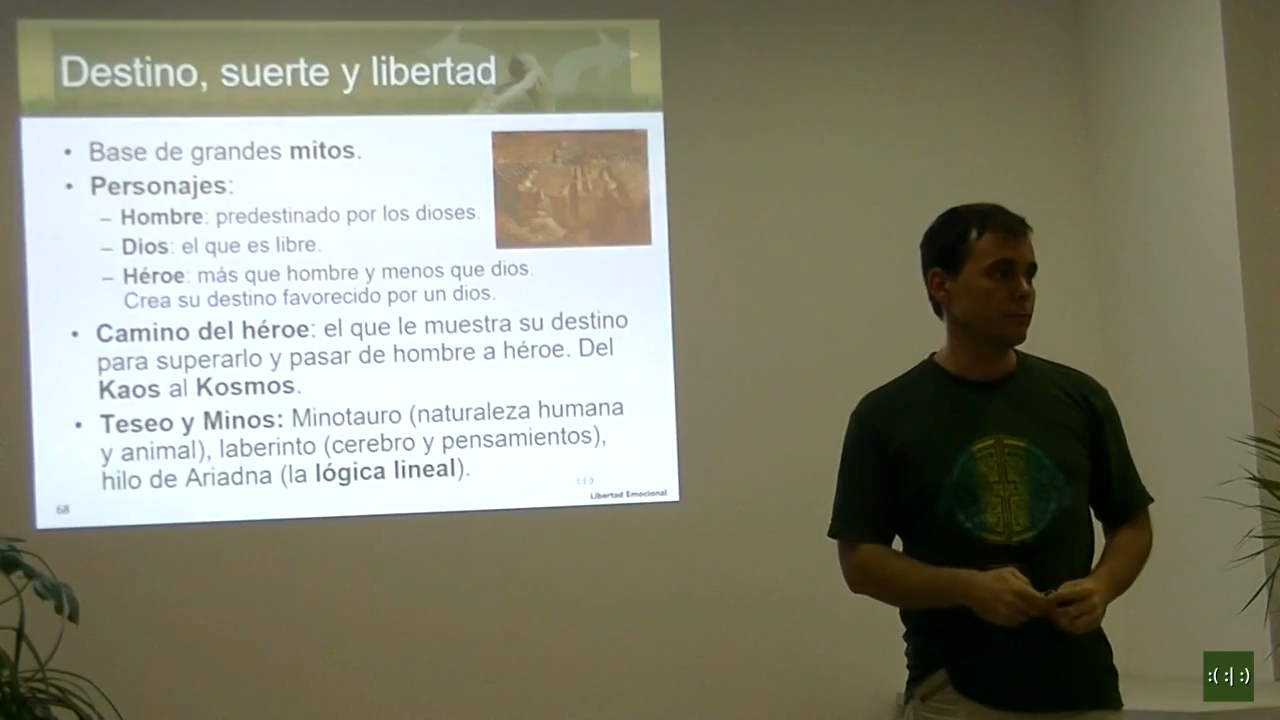 Destino, suerte y libertad
• Base de grandes mitos.
• Personajes:
– Hombre: predestinado por los dioses.
– Dios: el que es libre.
– Héroe: más que hombre y menos que dios.
Crea su destino favorecido por un dios.
• Camino del héroe: el que le muestra su destino
para superarlo y pasar de hombre a héroe. Del
Kaos al Kosmos.
• Teseo y Minos: Minotauro (naturaleza humana
y animal), laberinto (cerebro y pensamientos),
hilo de Ariadna (la lógica lineal).
68
Libertad Emocional
:( :| :)